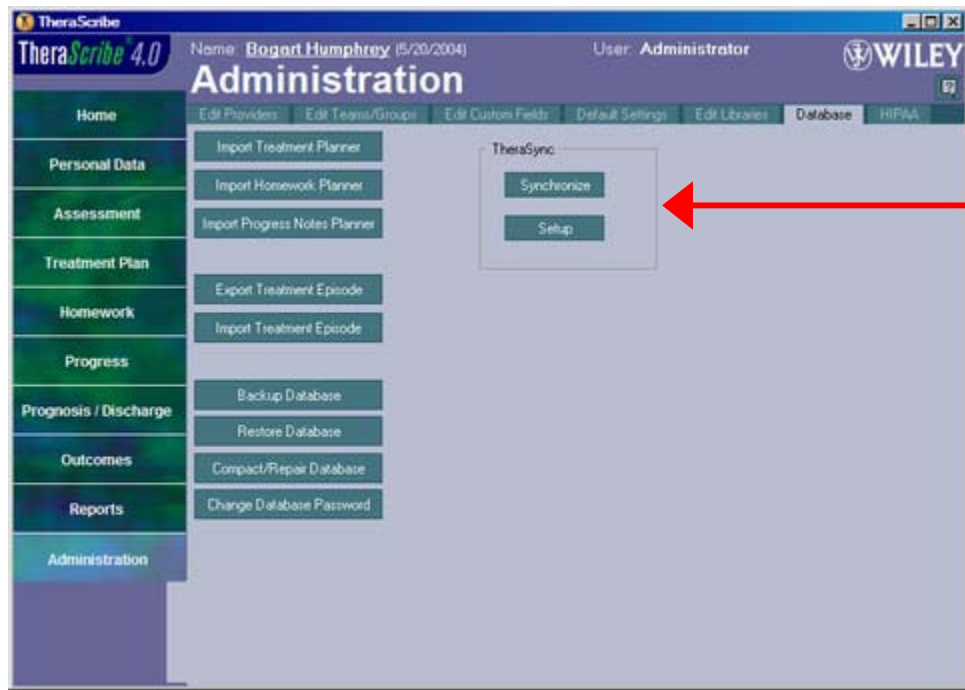 TheraScribe
TheraScribe 4.0
Name: Bogart Humphrey (5/20/2004)
User: Administrator
WILEY
Administration
?
Edit Providers
Edit Teams/Groups
Edit Custom Fields
Default Settings
Edit Libraries
Database
HIPAA
Home
Personal Data
Assessment
Treatment Plan
Homework
Progress
Prognosis / Discharge
Outcomes
Reports
Administration
Import Treatment Planner
Import Homework Planner
Import Progress Notes Planner
Export Treatment Episode
Import Treatment Episode
Backup Database
Restore Database
Compact/Repair Database
Change Database Password
TheraSync
Synchronize
Setup